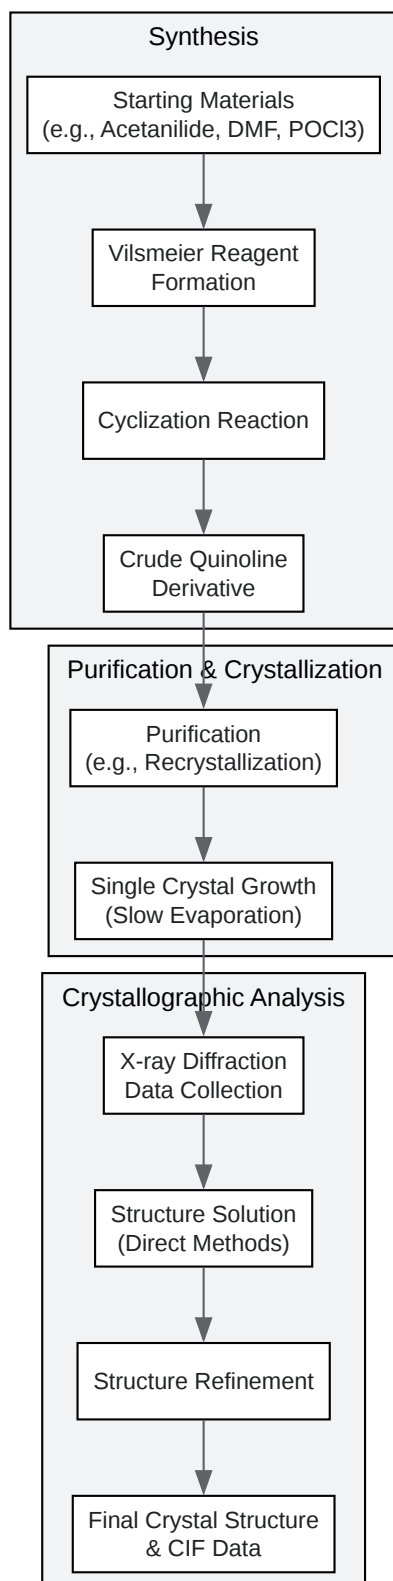 Synthesis
Starting Materials
(e.g., Acetanilide, DMF, POCl3)
Vilsmeier Reagent
Formation
Cyclization Reaction
Crude Quinoline
Derivative
Purification & Crystallization
Purification
(e.g., Recrystallization)
Single Crystal Growth
(Slow Evaporation)
Crystallographic Analysis
X-ray Diffraction
Data Collection
Structure Solution
(Direct Methods)
Structure Refinement
Final Crystal Structure
& CIF Data